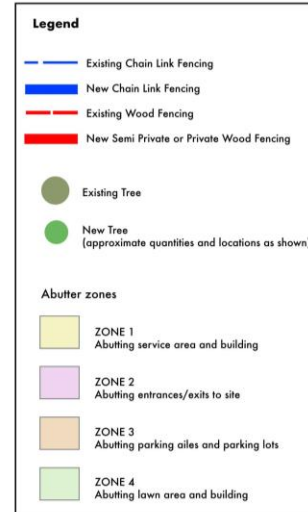 Legend
Existing Chain Link Fencing
New Chain Link Fencing
Existing Wood Fencing
New Semi Private or Private Wood Fencing
Existing Tree
New Tree
(approximate quantities and locations as shown)
Abutter zones
ZONE 1
Abutting service area and building
ZONE 2
Abutting entrances/exits to site
ZONE 3
Abutting parking ailes and parking lots
ZONE 4
Abutting lawn area and building